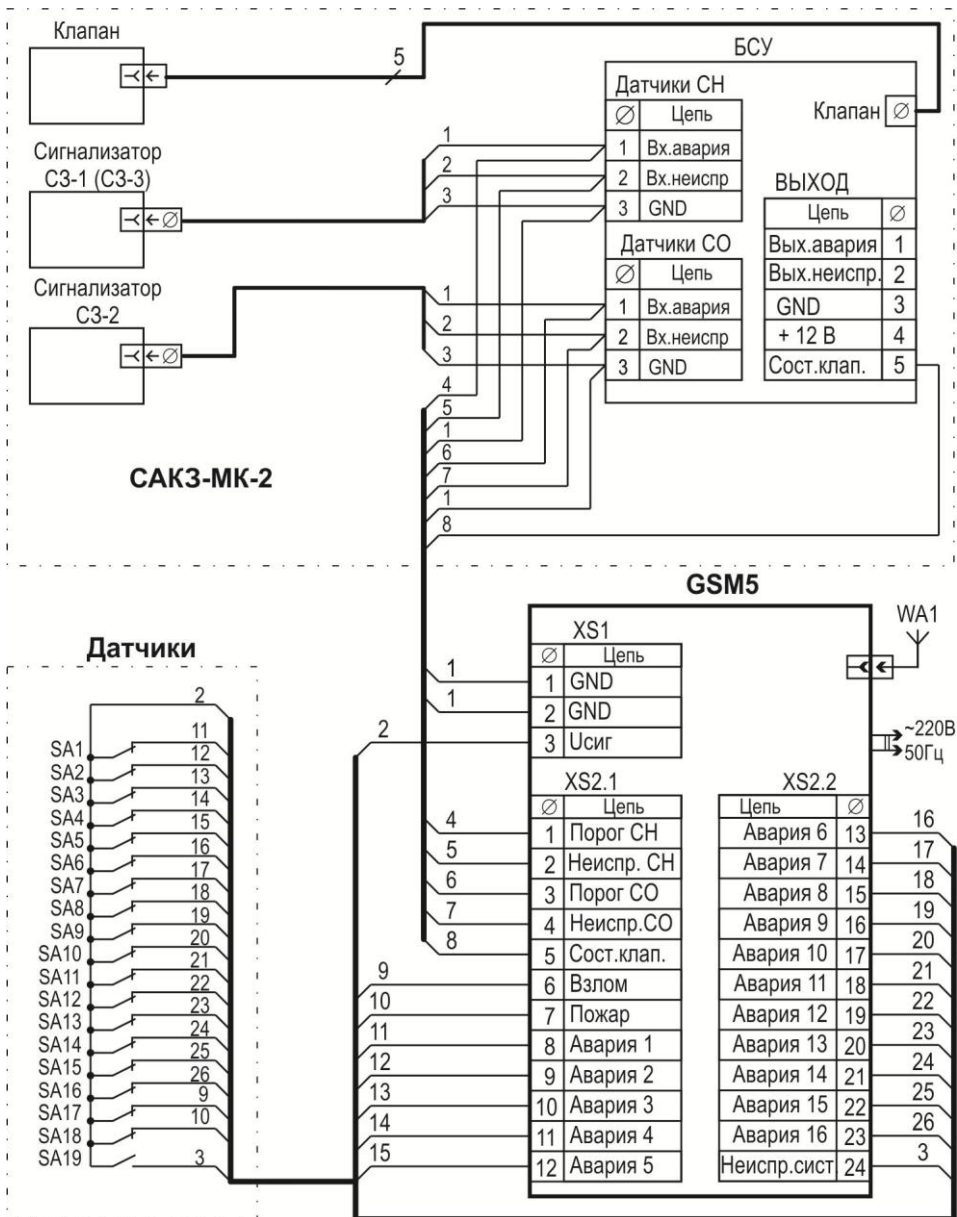 Клапан
5
БСУ
Датчики СН
Клапан ∅
∅ Цепь
1 Вх.авария
2 Вх.неиспр
3 GND
Сигнализатор
СЗ-1 (СЗ-3)
1
2
3
ВЫХОД
Цепь ∅
Вых.авария 1
Вых.неиспр. 2
GND 3
+ 12 В 4
Сост.клап. 5
Датчики СО
∅ Цепь
1 Вх.авария
2 Вх.неиспр
3 GND
Сигнализатор
СЗ-2
1
2
3
4
5
1
6
7
1
8
САКЗ-МК-2
GSM5
WA1
~220В
50Гц
XS1
∅ Цепь
1 GND
2 GND
3 Uсиг
1
1
2
XS2.1
∅ Цепь
4 1 Порог СН
5 2 Неиспр. СН
6 3 Порог СО
7 4 Неиспр.СО
8 5 Сост.клап.
9 6 Взлом
10 7 Пожар
11 8 Авария 1
12 9 Авария 2
13 10 Авария 3
14 11 Авария 4
15 12 Авария 5
XS2.2
Цепь ∅
Авария 6 13 16
Авария 7 14 17
Авария 8 15 18
Авария 9 16 19
Авария 10 17 20
Авария 11 18 21
Авария 12 19 22
Авария 13 20 23
Авария 14 21 24
Авария 15 22 25
Авария 16 23 26
Неиспр.сист 24 3
Датчики
2
SA1 11
SA2 12
SA3 13
SA4 14
SA5 15
SA6 16
SA7 17
SA8 18
SA9 19
SA10 20
SA11 21
SA12 22
SA13 23
SA14 24
SA15 25
SA16 26
SA17 9
SA18 10
SA19 3